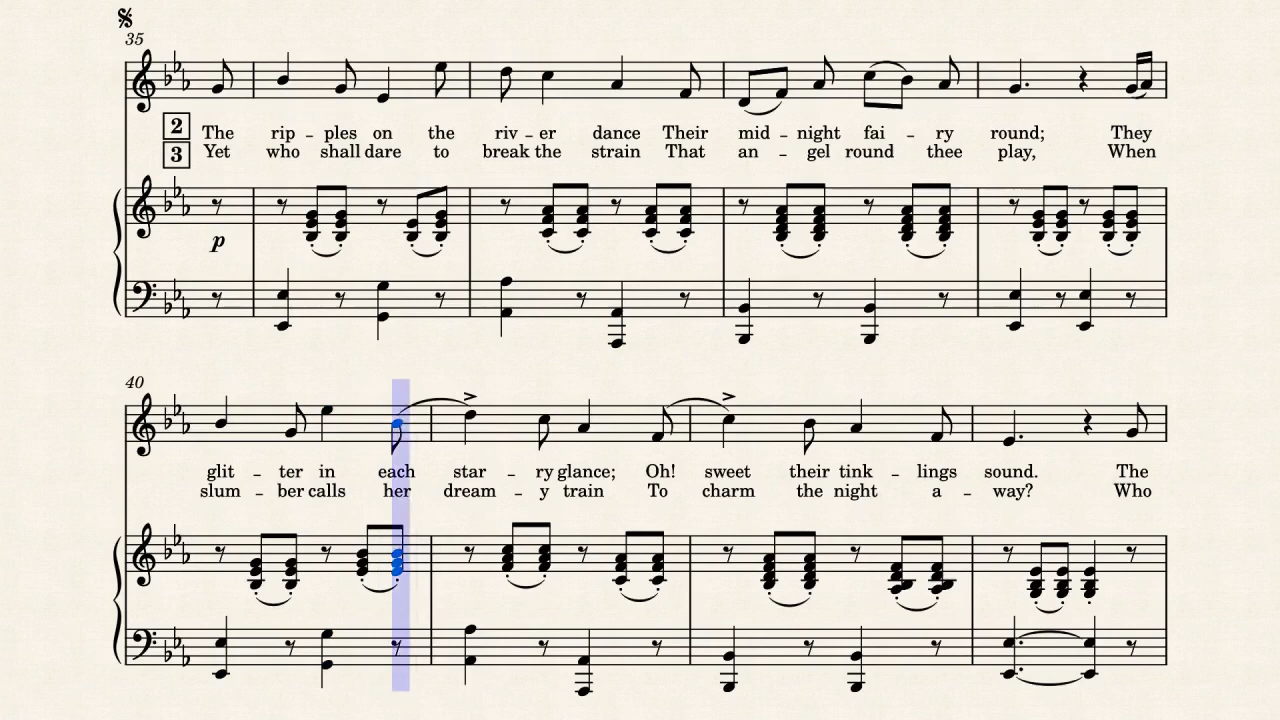 35
2 The rip – ples on the riv – er dance Their mid – night fai – ry round; They
3 Yet who shall dare to break the strain That an – gel round thee play, When
p
40
glit – ter in each star – ry glance; Oh! sweet their tink – lings sound. The
slum – ber calls her dream – y train To charm the night a – way? Who